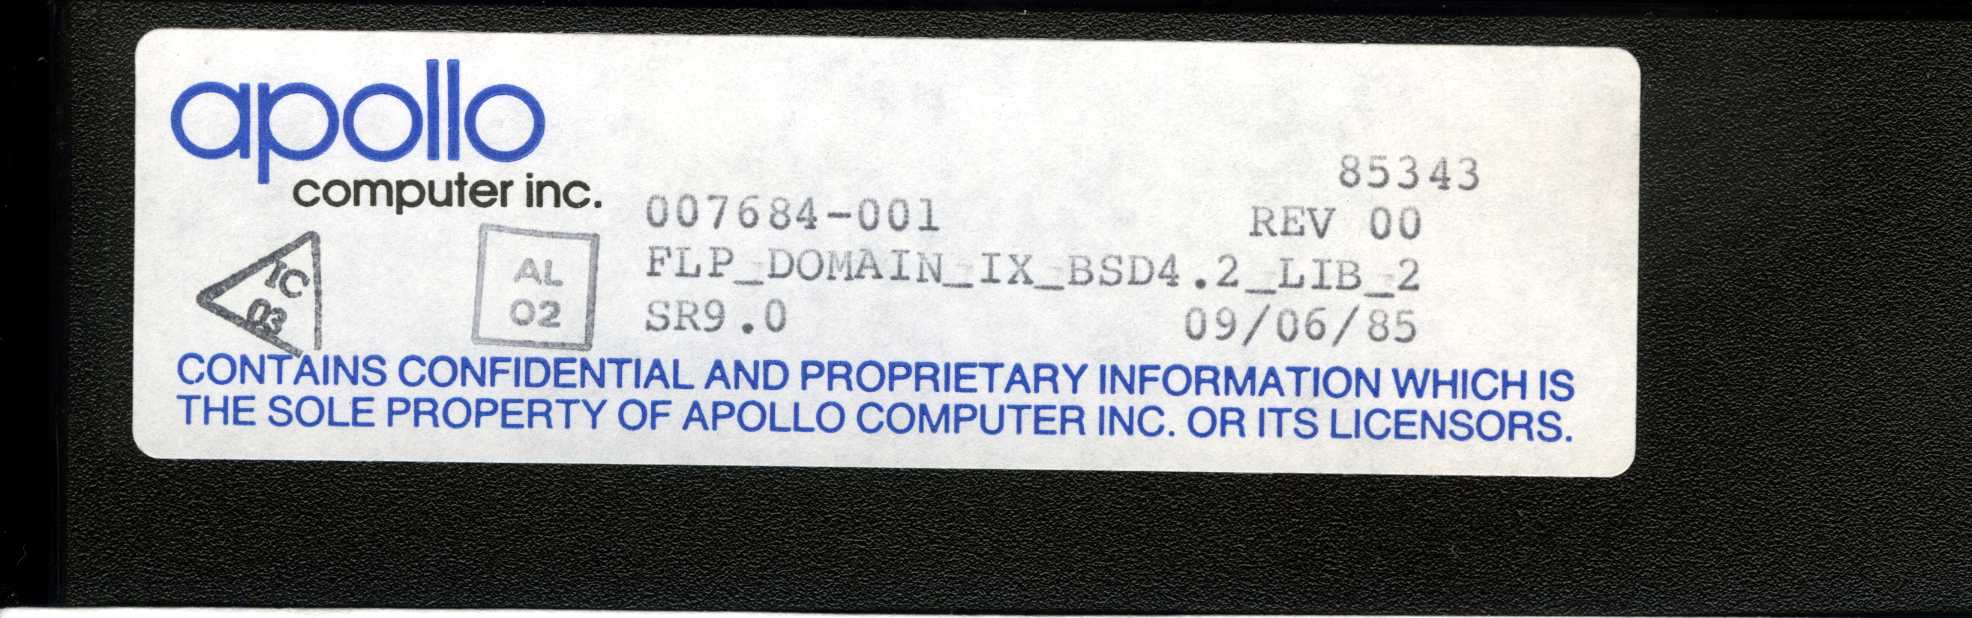 apollo
computer inc.
85343
007684-001 REV 00
FLP_DOMAIN_IX_BSD4.2_LIB_2
SR9.0 09/06/85
IC
03
AL
02
CONTAINS CONFIDENTIAL AND PROPRIETARY INFORMATION WHICH IS
THE SOLE PROPERTY OF APOLLO COMPUTER INC. OR ITS LICENSORS.